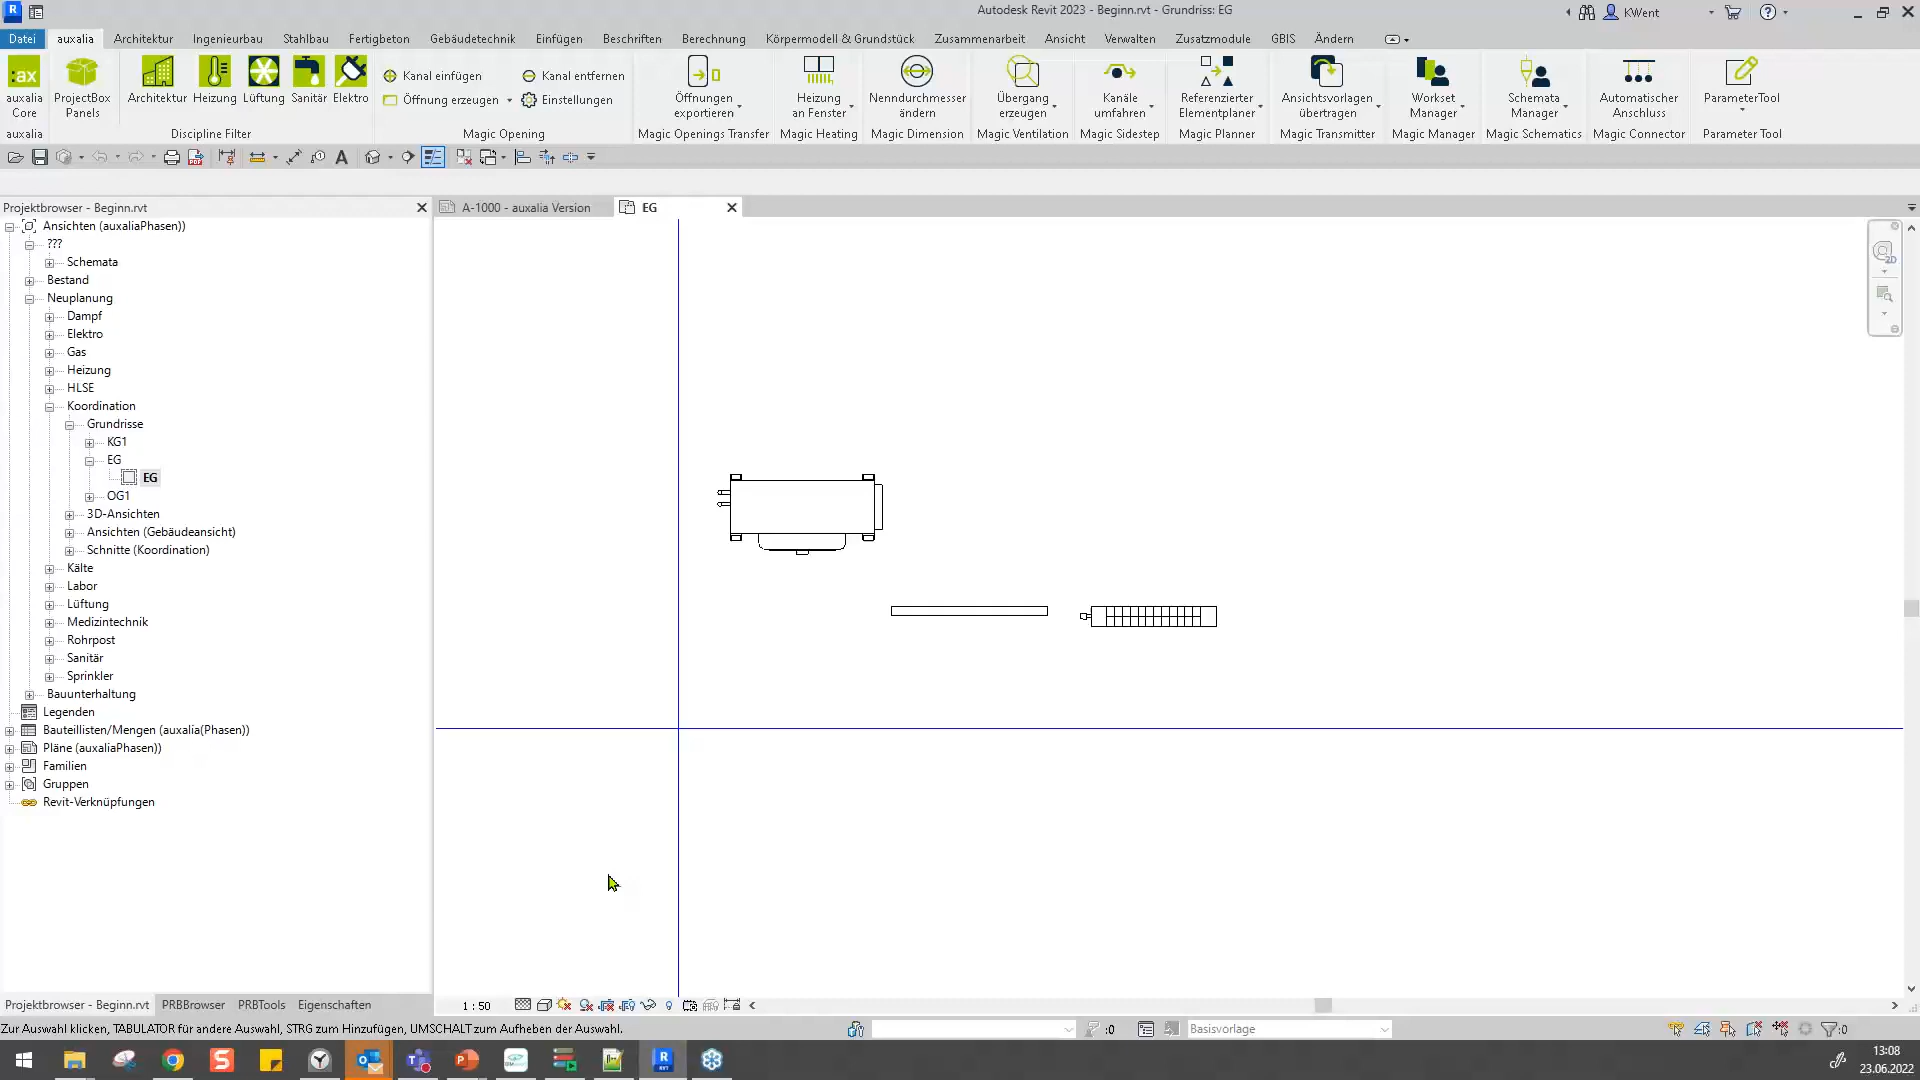 Autodesk Revit 2023 - Beginn.rvt - Grundriss: EG
KWent
Datei auxalia Architektur Ingenieurbau Stahlbau Fertigbeton Gebäudetechnik Einfügen Beschriften Berechnung Körpermodell & Grundstück Zusammenarbeit Ansicht Verwalten Zusatzmodule GBIS Ändern
:ax
auxalia Core
ProjectBox Panels
Architektur Heizung Lüftung Sanitär Elektro
Kanal einfügen
Kanal entfernen
Öffnung erzeugen
Einstellungen
Öffnungen exportieren
Heizung an Fenster
Nenndurchmesser ändern
Übergang erzeugen
Kanäle umfahren
Referenzierter Elementplaner
Ansichtsvorlagen übertragen
Workset Manager
Schemata Manager
Automatischer Anschluss
ParameterTool
auxalia Discipline Filter Magic Opening Magic Openings Transfer Magic Heating Magic Dimension Magic Ventilation Magic Sidestep Magic Planner Magic Transmitter Magic Manager Magic Schematics Magic Connector Parameter Tool
Projektbrowser - Beginn.rvt
A-1000 - auxalia Version
EG
Ansichten (auxaliaPhasen))
???
Schemata
Bestand
Neuplanung
Dampf
Elektro
Gas
Heizung
HLSE
Koordination
Grundrisse
KG1
EG
EG
OG1
3D-Ansichten
Ansichten (Gebäudeansicht)
Schnitte (Koordination)
Kälte
Labor
Lüftung
Medizintechnik
Rohrpost
Sanitär
Sprinkler
Bauunterhaltung
Legenden
Bauteillisten/Mengen (auxalia(Phasen))
Pläne (auxaliaPhasen))
Familien
Gruppen
Revit-Verknüpfungen
2D
Projektbrowser - Beginn.rvt PRBBrowser PRBTools Eigenschaften
1 : 50
Zur Auswahl klicken, TABULATOR für andere Auswahl, STRG zum Hinzufügen, UMSCHALT zum Aufheben der Auswahl.
:0
Basisvorlage
:0
13:08
23.06.2022